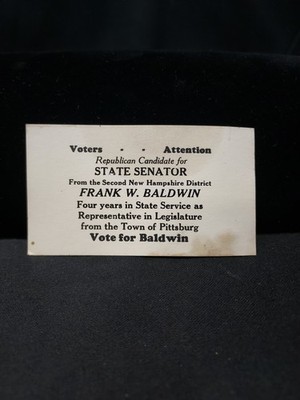 Voters - - Attention
Republican Candidate for
STATE SENATOR
From the Second New Hampshire District
FRANK W. BALDWIN
Four years in State Service as
Representative in Legislature
from the Town of Pittsburg
Vote for Baldwin